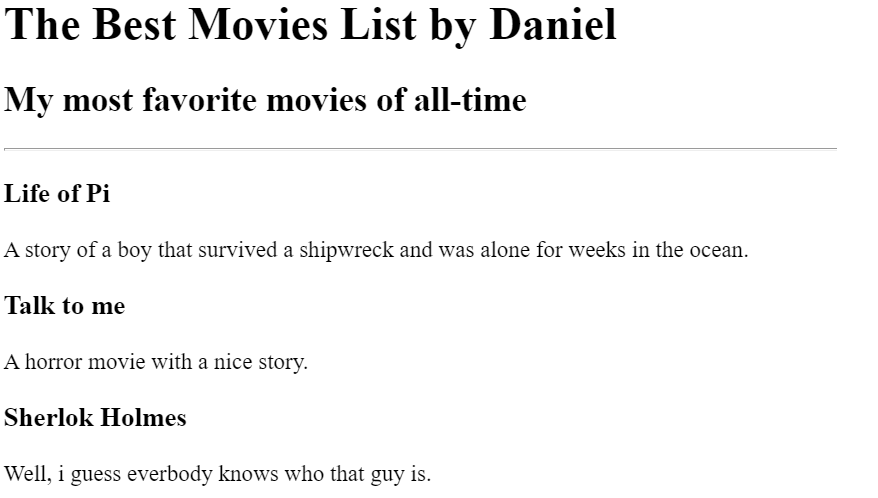 The Best Movies List by Daniel
My most favorite movies of all-time
Life of Pi
A story of a boy that survived a shipwreck and was alone for weeks in the ocean.
Talk to me
A horror movie with a nice story.
Sherlok Holmes
Well, i guess everbody knows who that guy is.